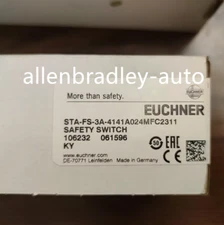 allenbradley-auto
More than safety.
EUCHNER
STA-FS-3A-4141A024MFC2311
SAFETY SWITCH
106232 061596
KY
www.euchner.com
DE-70771 Leinfelden Made in Germany